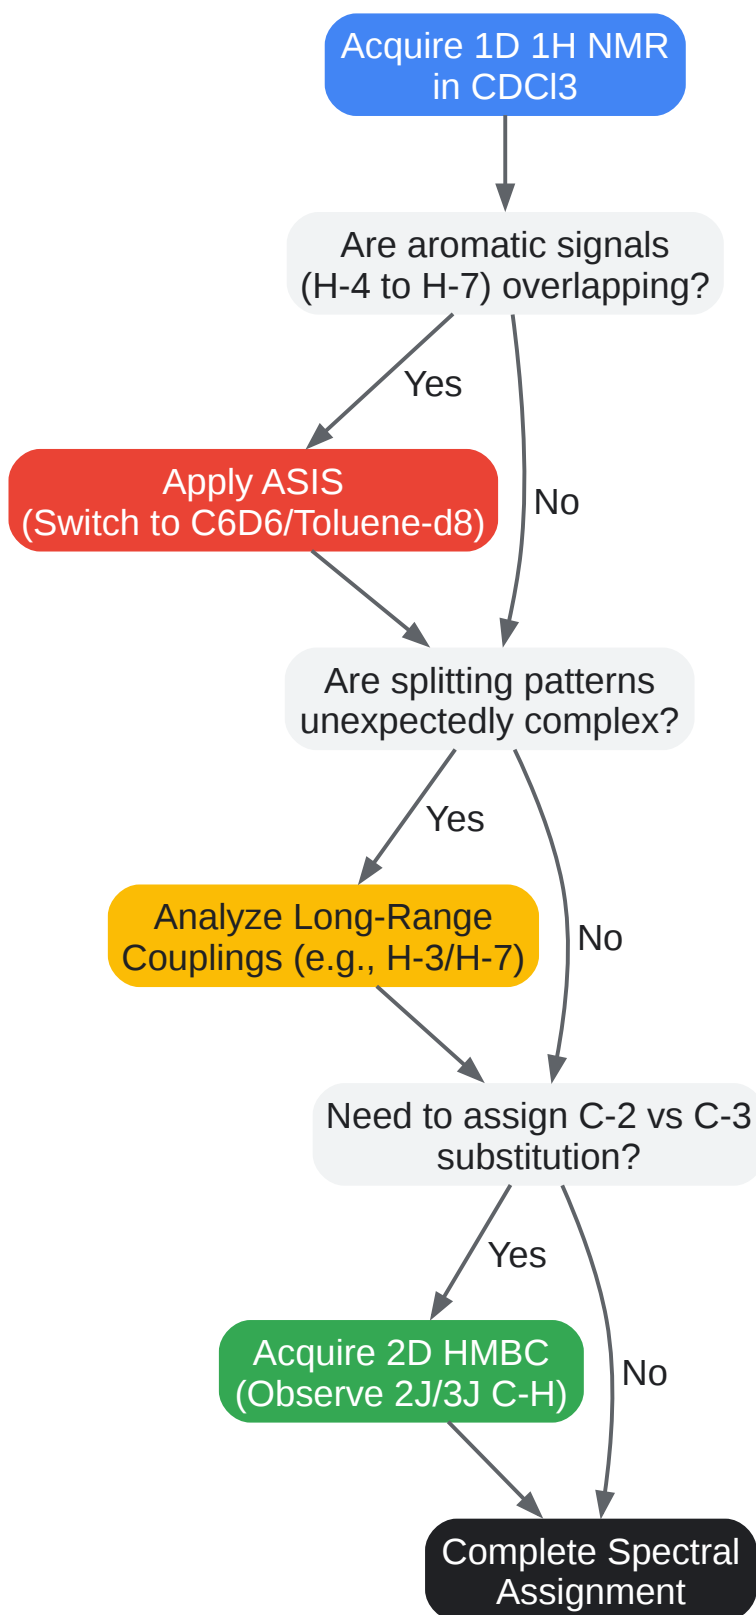 Acquire 1D 1H NMR
in CDCl3
Are aromatic signals
(H-4 to H-7) overlapping?
Yes
Apply ASIS
(Switch to C6D6/Toluene-d8)
No
Are splitting patterns
unexpectedly complex?
Yes
Analyze Long-Range
Couplings (e.g., H-3/H-7)
No
Need to assign C-2 vs C-3
substitution?
Yes
Acquire 2D HMBC
(Observe 2J/3J C-H)
No
Complete Spectral
Assignment